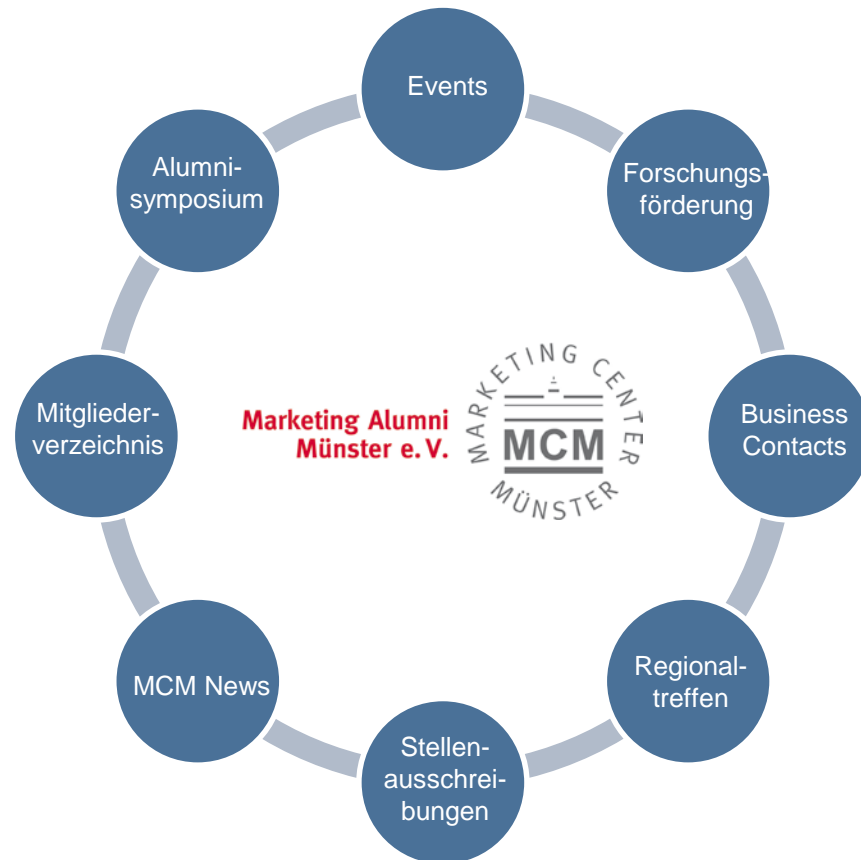 Events
Forschungs-
förderung
Business
Contacts
Regional-
treffen
Stellen-
ausschrei-
bungen
MCM News
Mitglieder-
verzeichnis
Alumni-
symposium
Marketing Alumni
Münster e. V.
MARKETING CENTER
MCM
MÜNSTER